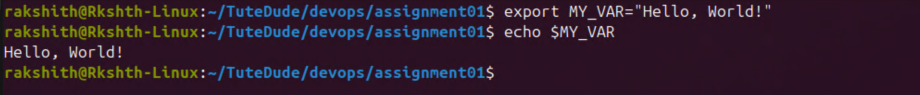 rakshith@Rkshth-Linux:~/TuteDude/devops/assignment01$ export MY_VAR="Hello, World!"
rakshith@Rkshth-Linux:~/TuteDude/devops/assignment01$ echo $MY_VAR
Hello, World!
rakshith@Rkshth-Linux:~/TuteDude/devops/assignment01$